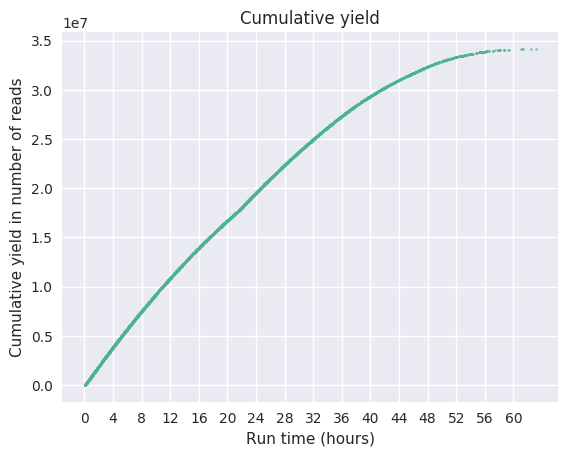 Cumulative yield
1e7
3.5
3.0
2.5
2.0
1.5
1.0
0.5
0.0
Cumulative yield in number of reads
0 4 8 12 16 20 24 28 32 36 40 44 48 52 56 60
Run time (hours)